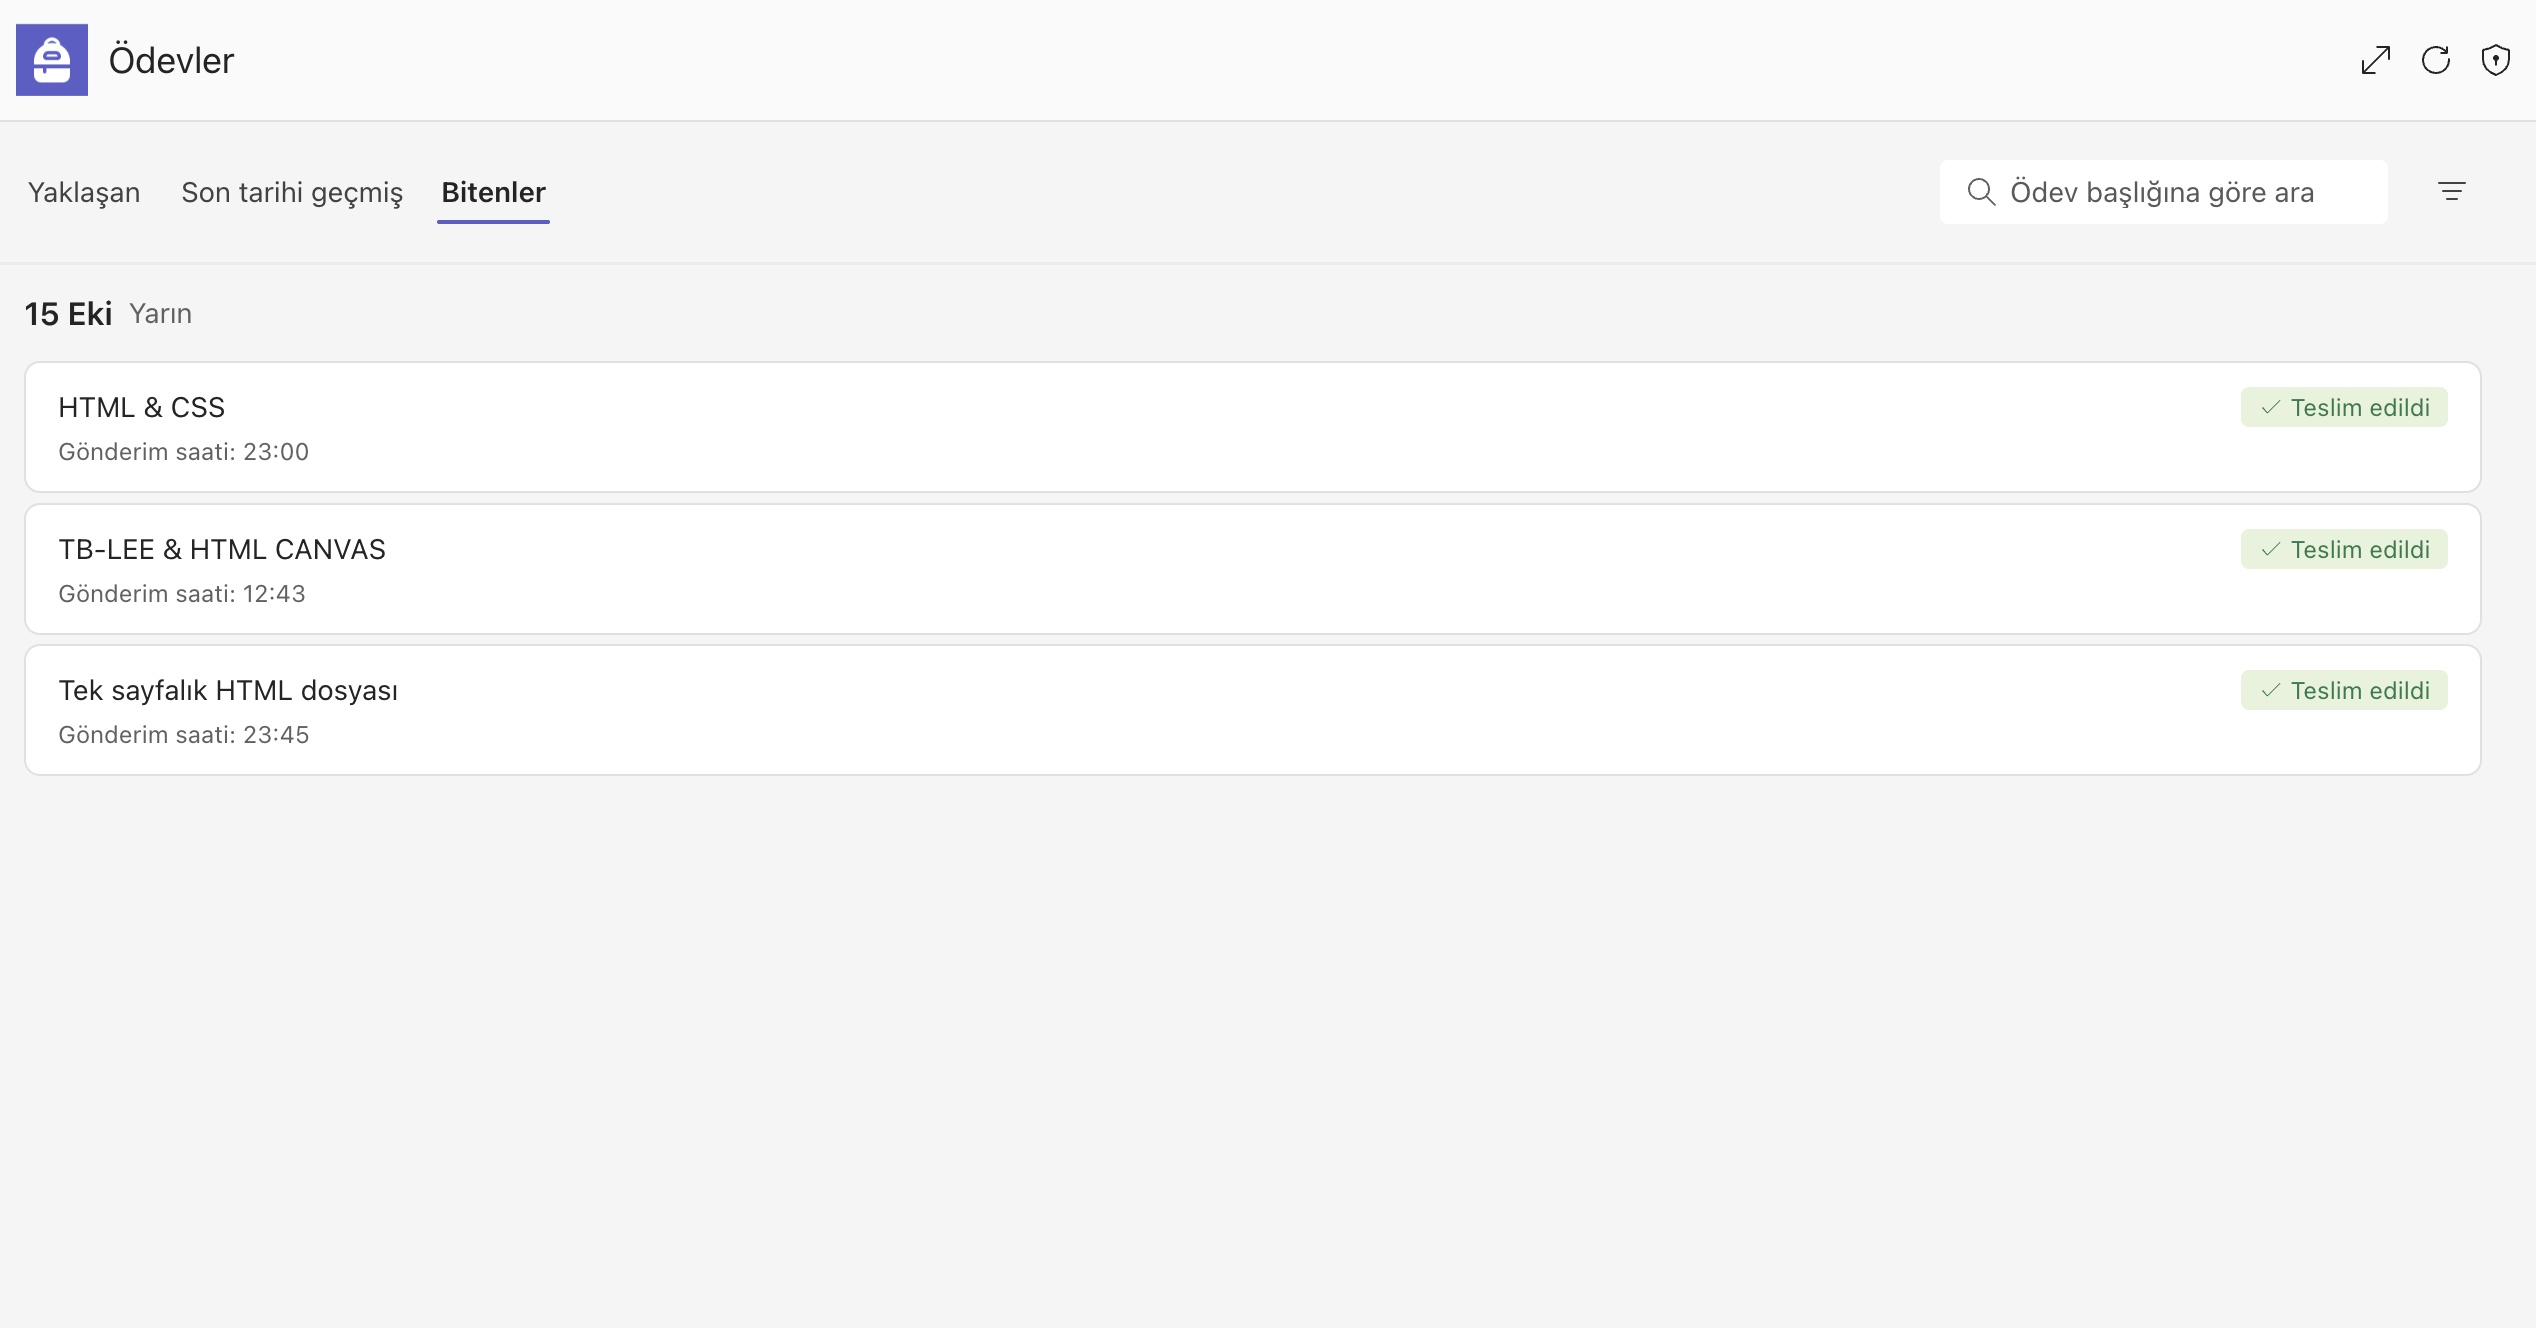 Ödevler
Yaklaşan
Son tarihi geçmiş
Bitenler
Ödev başlığına göre ara
15 Eki Yarın
HTML & CSS
Teslim edildi
Gönderim saati: 23:00
TB-LEE & HTML CANVAS
Teslim edildi
Gönderim saati: 12:43
Tek sayfalık HTML dosyası
Teslim edildi
Gönderim saati: 23:45